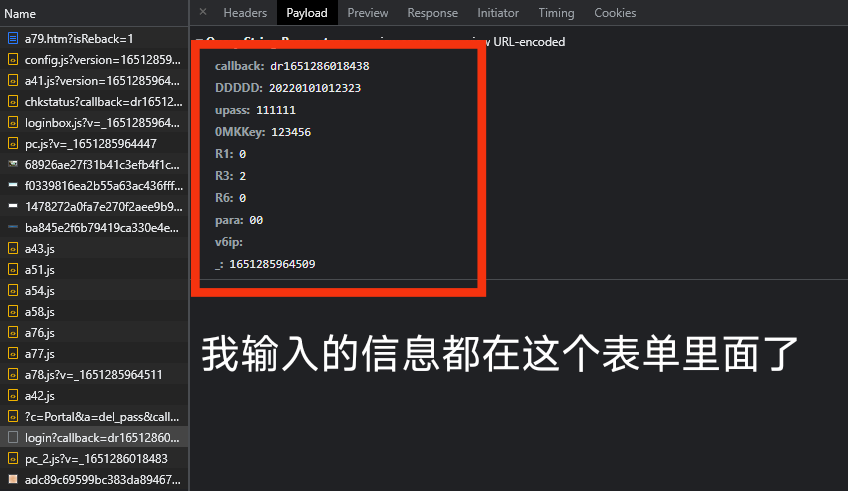 Name
× Headers Payload Preview Response Initiator Timing Cookies
a79.htm?isReback=1
config.js?version=16512859...
a41.js?version=1651285964...
chkstatus?callback=dr16512...
loginbox.js?v=_1651285964...
pc.js?v=_1651285964447
68926ae27f31b41c3efb4f1c...
f0339816ea2b55a63ac436fff...
1478272a0fa7e270f2aee9b9...
ba845e2f6b79419ca330e4e...
a43.js
a51.js
a54.js
a58.js
a76.js
a77.js
a78.js?v=_1651285964511
a42.js
?c=Portal&a=del_pass&call...
login?callback=dr16512860...
pc_2.js?v=_1651286018483
adc89c69599bc383da89467...
URL-encoded
callback: dr1651286018438
DDDDD: 20220101012323
upass: 111111
0MKKey: 123456
R1: 0
R3: 2
R6: 0
para: 00
v6ip:
_: 1651285964509
我输入的信息都在这个表单里面了